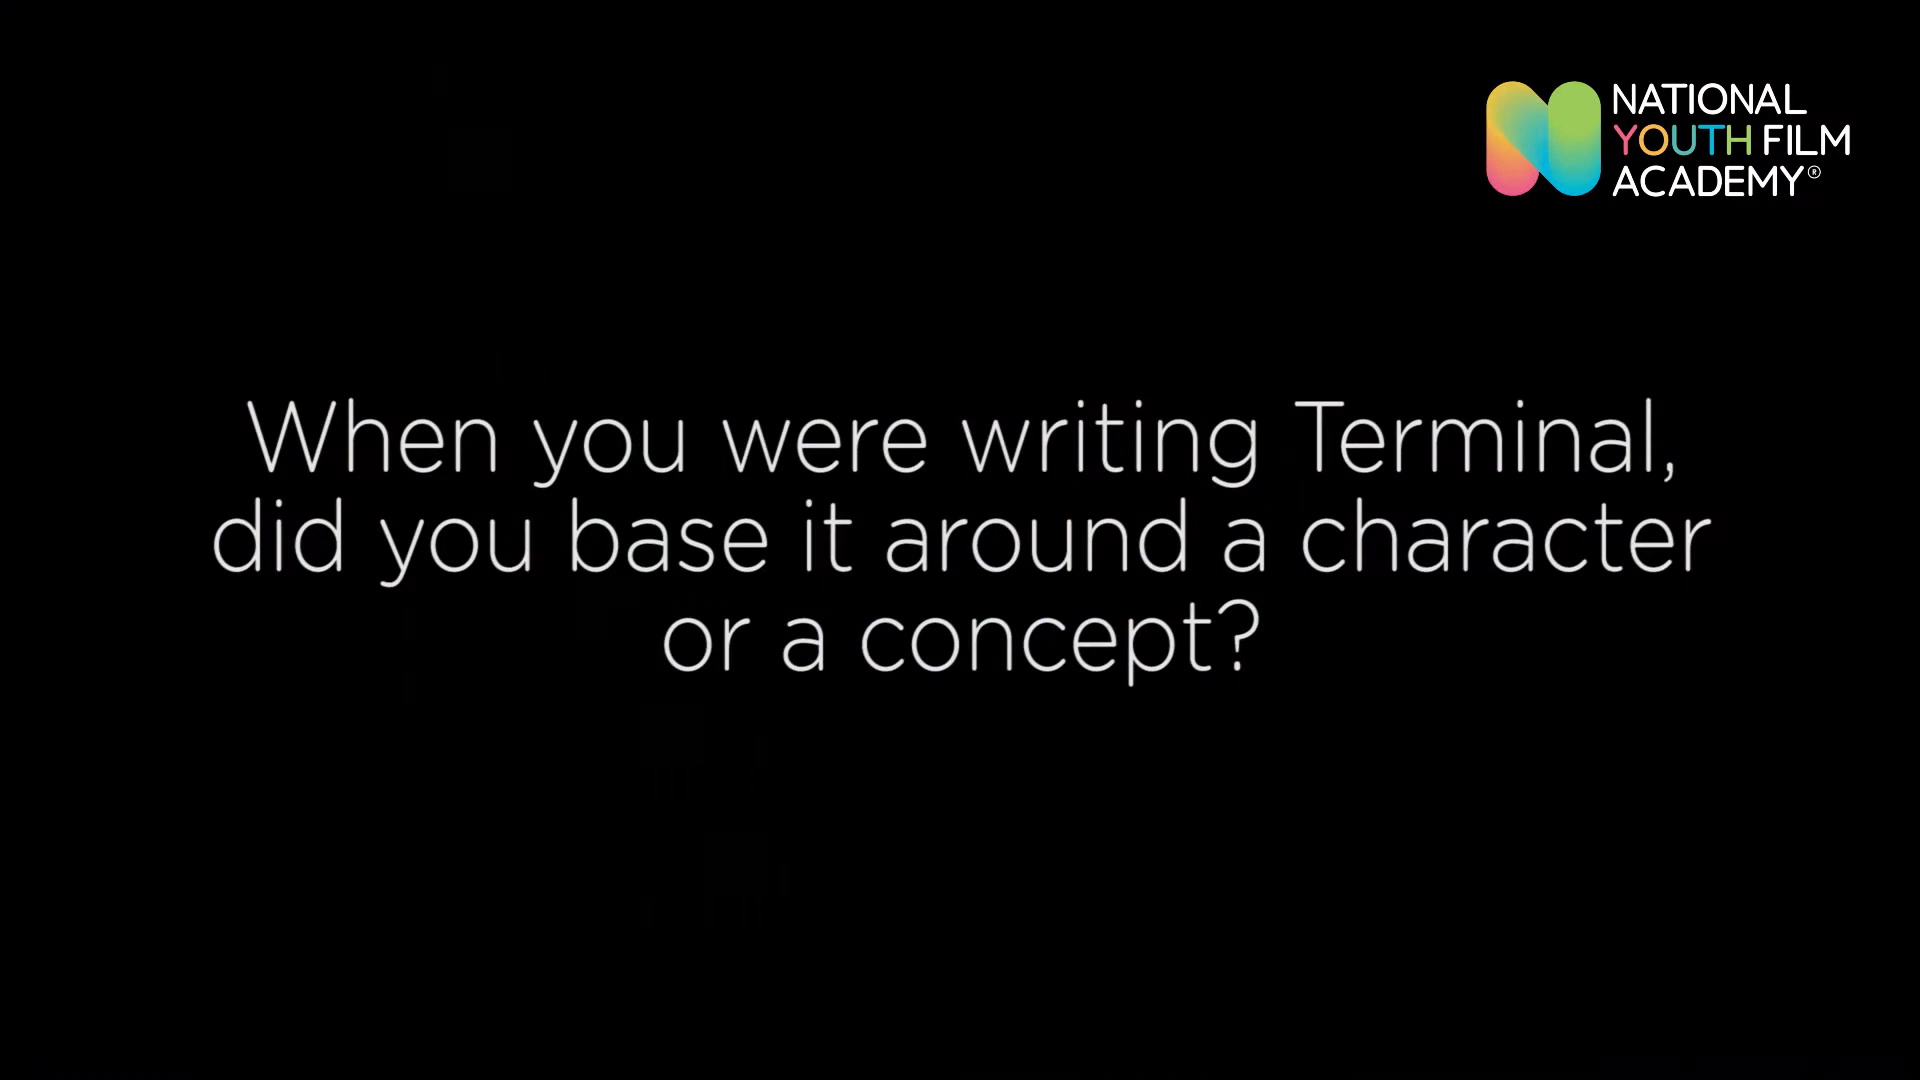 NATIONAL
YOUTH FILM
ACADEMY®
When you were writing Terminal,
did you base it around a character
or a concept?